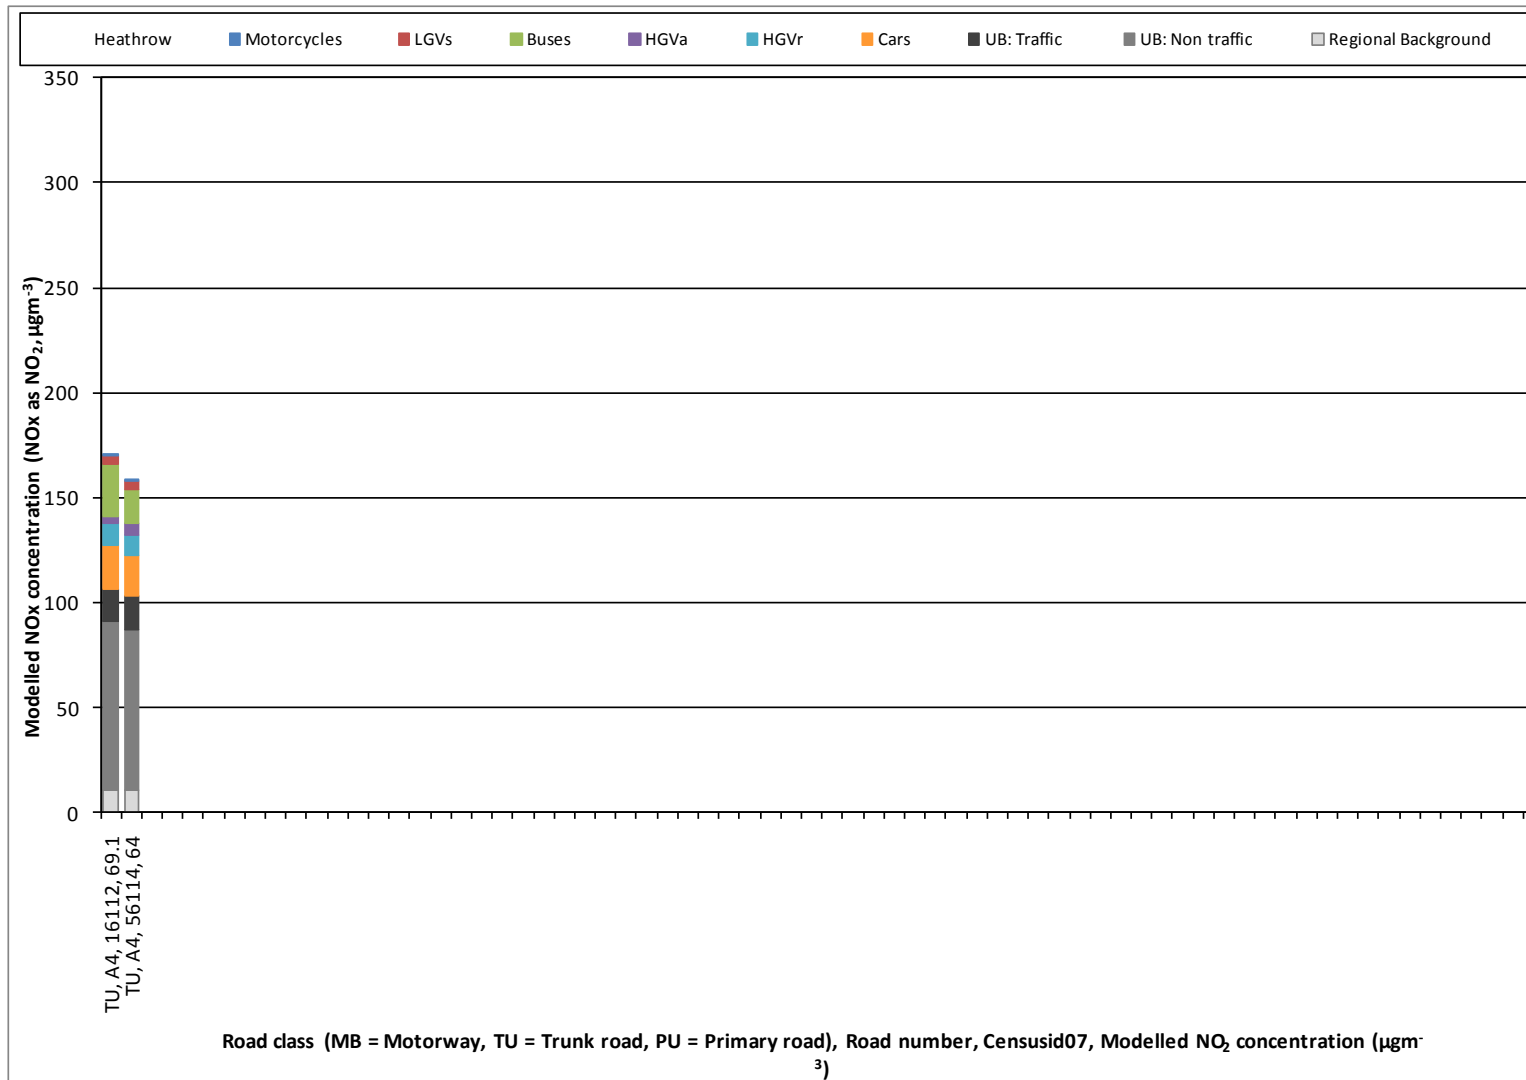 Heathrow Motorcycles LGVs Buses HGVa HGVr Cars UB: Traffic UB: Non traffic Regional Background
Modelled NOx concentration (NOx as NO₂, µgm⁻³)
350
300
250
200
150
100
50
0
TU, A4, 16112, 69.1
TU, A4, 56114, 64
Road class (MB = Motorway, TU = Trunk road, PU = Primary road), Road number, Censusid07, Modelled NO₂ concentration (µgm⁻
³)